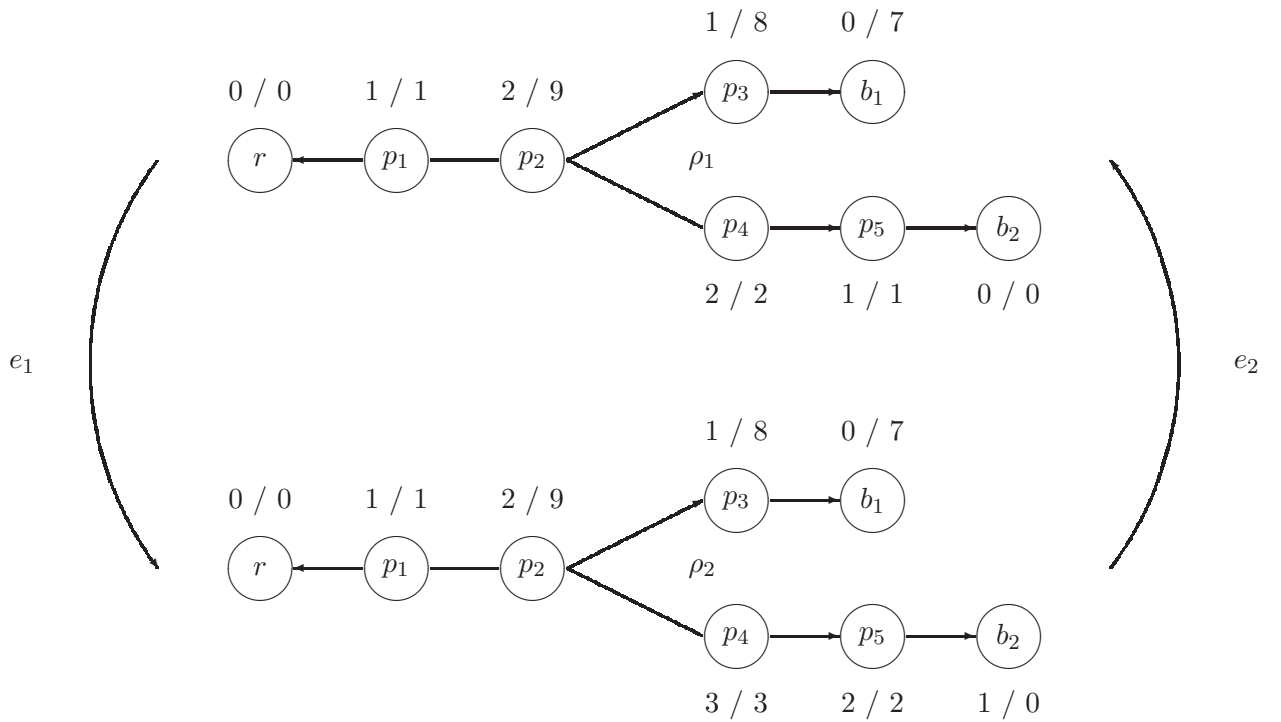 1 / 8 0 / 7
0 / 0 1 / 1 2 / 9
p₃ b₁
r p₁ p₂ ρ₁
p₄ p₅ b₂
2 / 2 1 / 1 0 / 0
e₁ e₂
1 / 8 0 / 7
0 / 0 1 / 1 2 / 9
p₃ b₁
r p₁ p₂ ρ₂
p₄ p₅ b₂
3 / 3 2 / 2 1 / 0